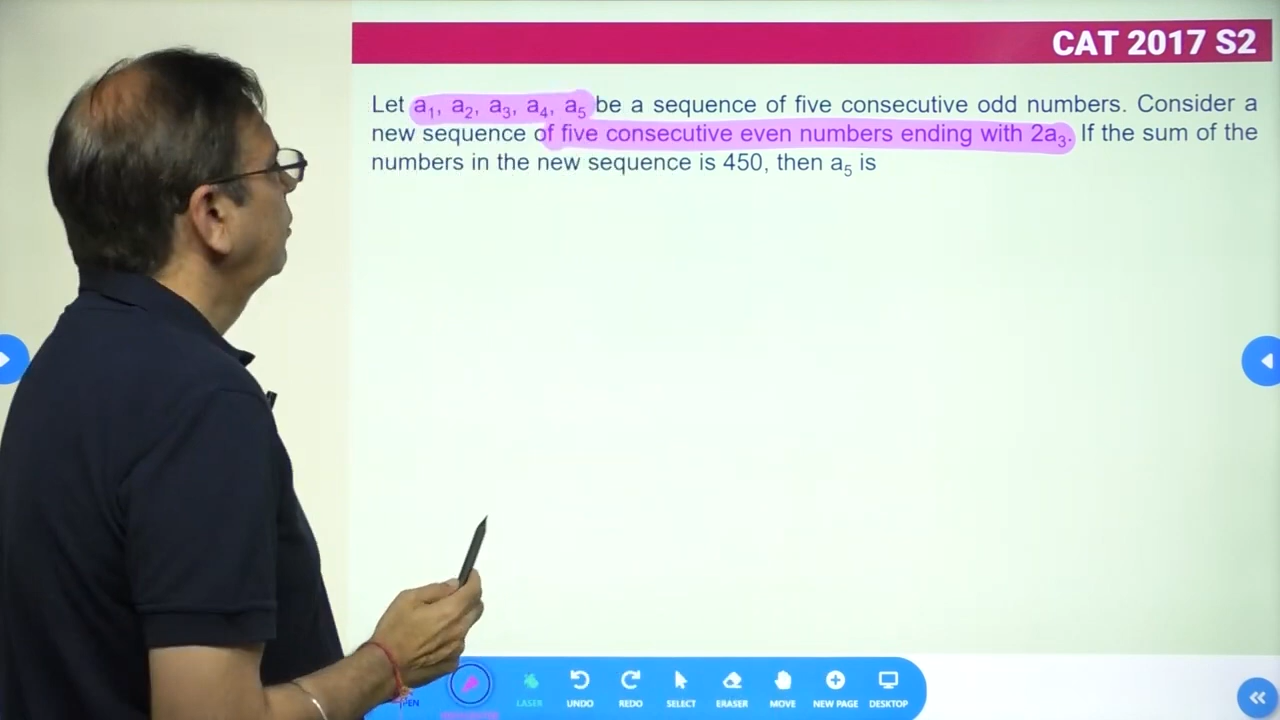 CAT 2017 S2
Let a₁, a₂, a₃, a₄, a₅ be a sequence of five consecutive odd numbers. Consider a
new sequence of five consecutive even numbers ending with 2a₃. If the sum of the
numbers in the new sequence is 450, then a₅ is
PEN
LASER
UNDO
REDO
SELECT
ERASER
MOVE
NEW PAGE
DESKTOP